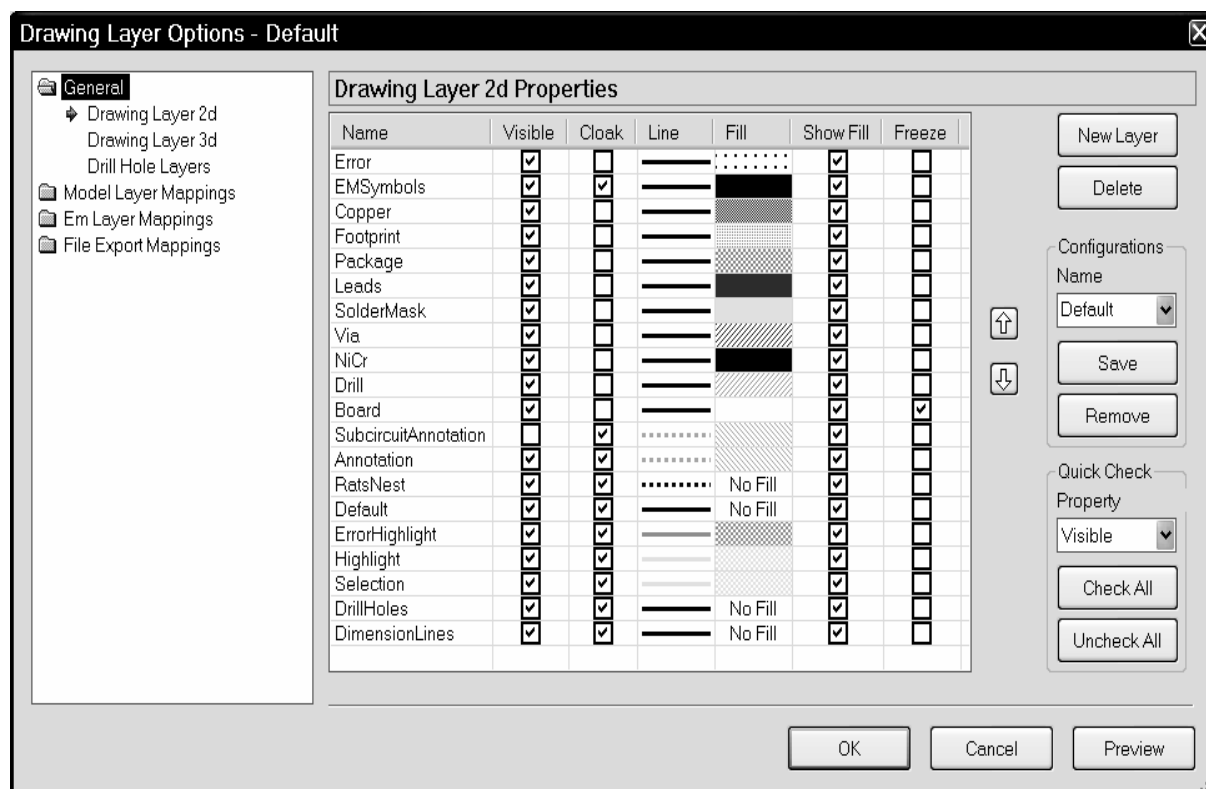 Drawing Layer Options - Default
General
Drawing Layer 2d
Drawing Layer 3d
Drill Hole Layers
Model Layer Mappings
Em Layer Mappings
File Export Mappings
Drawing Layer 2d Properties
Name Visible Cloak Line Fill Show Fill Freeze
Error
EMSymbols
Copper
Footprint
Package
Leads
SolderMask
Via
NiCr
Drill
Board
SubcircuitAnnotation
Annotation
RatsNest No Fill
Default No Fill
ErrorHighlight
Highlight
Selection
DrillHoles No Fill
DimensionLines No Fill
New Layer
Delete
Configurations
Name
Default
Save
Remove
Quick Check
Property
Visible
Check All
Uncheck All
OK Cancel Preview